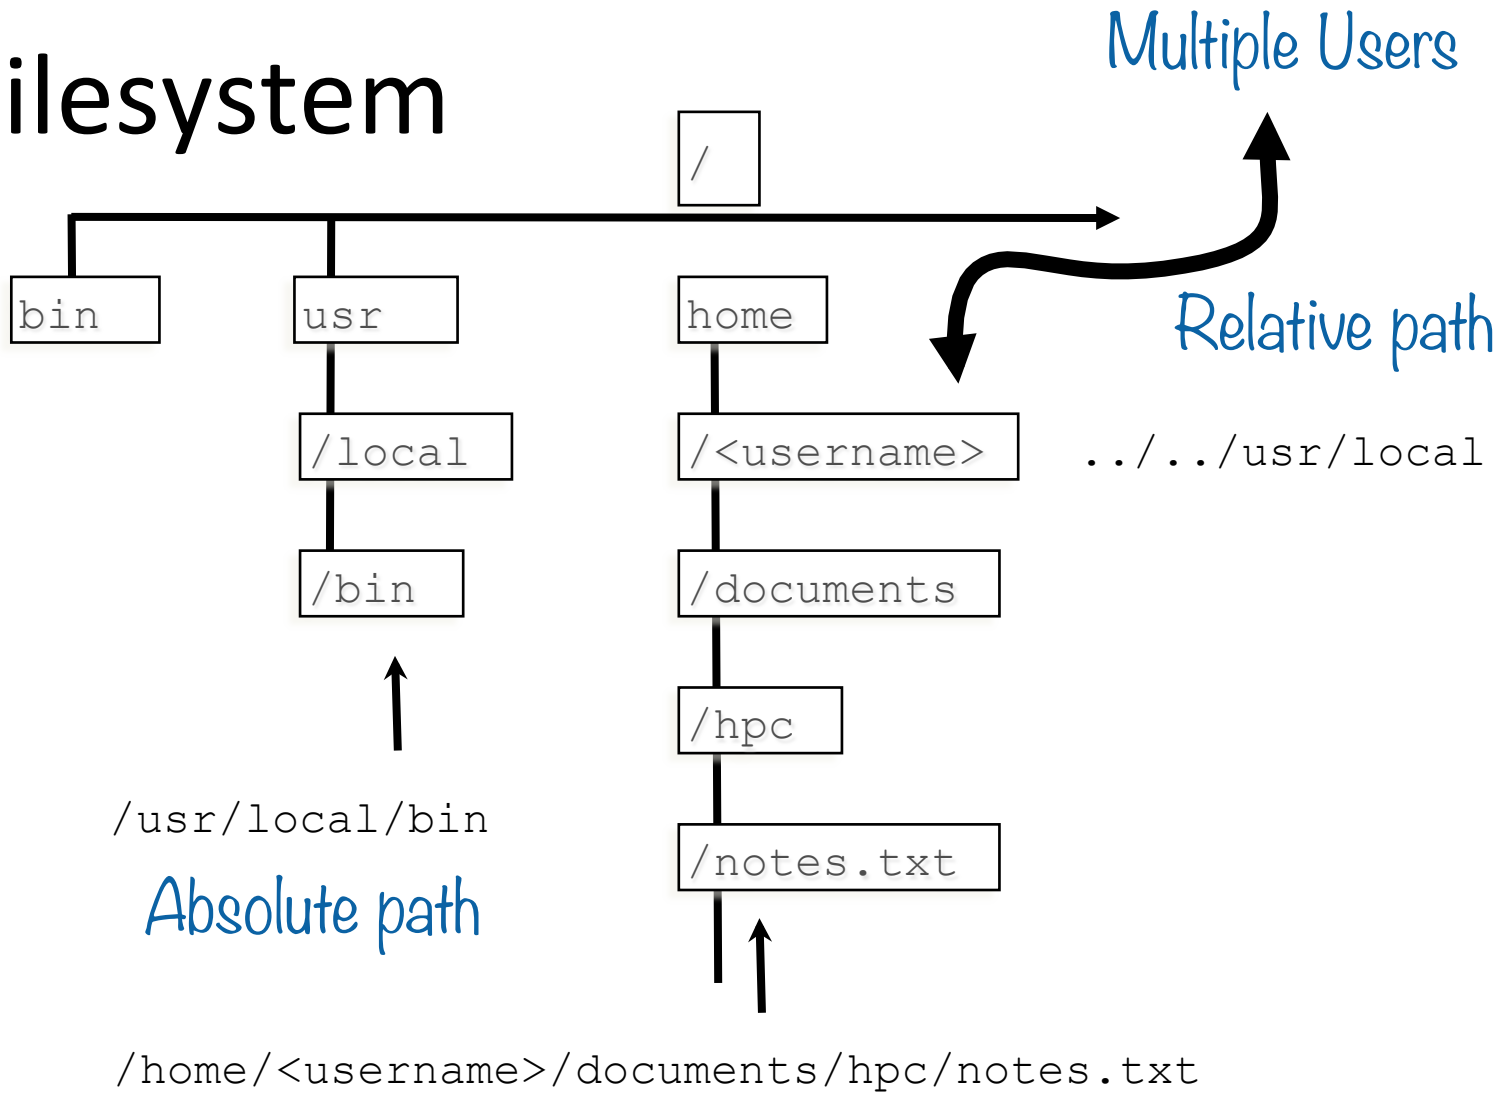 Multiple Users
ilesystem
/
bin
usr
home
Relative path
/local
/<username>
../../usr/local
/bin
/documents
/hpc
/usr/local/bin
/notes.txt
Absolute path
/home/<username>/documents/hpc/notes.txt